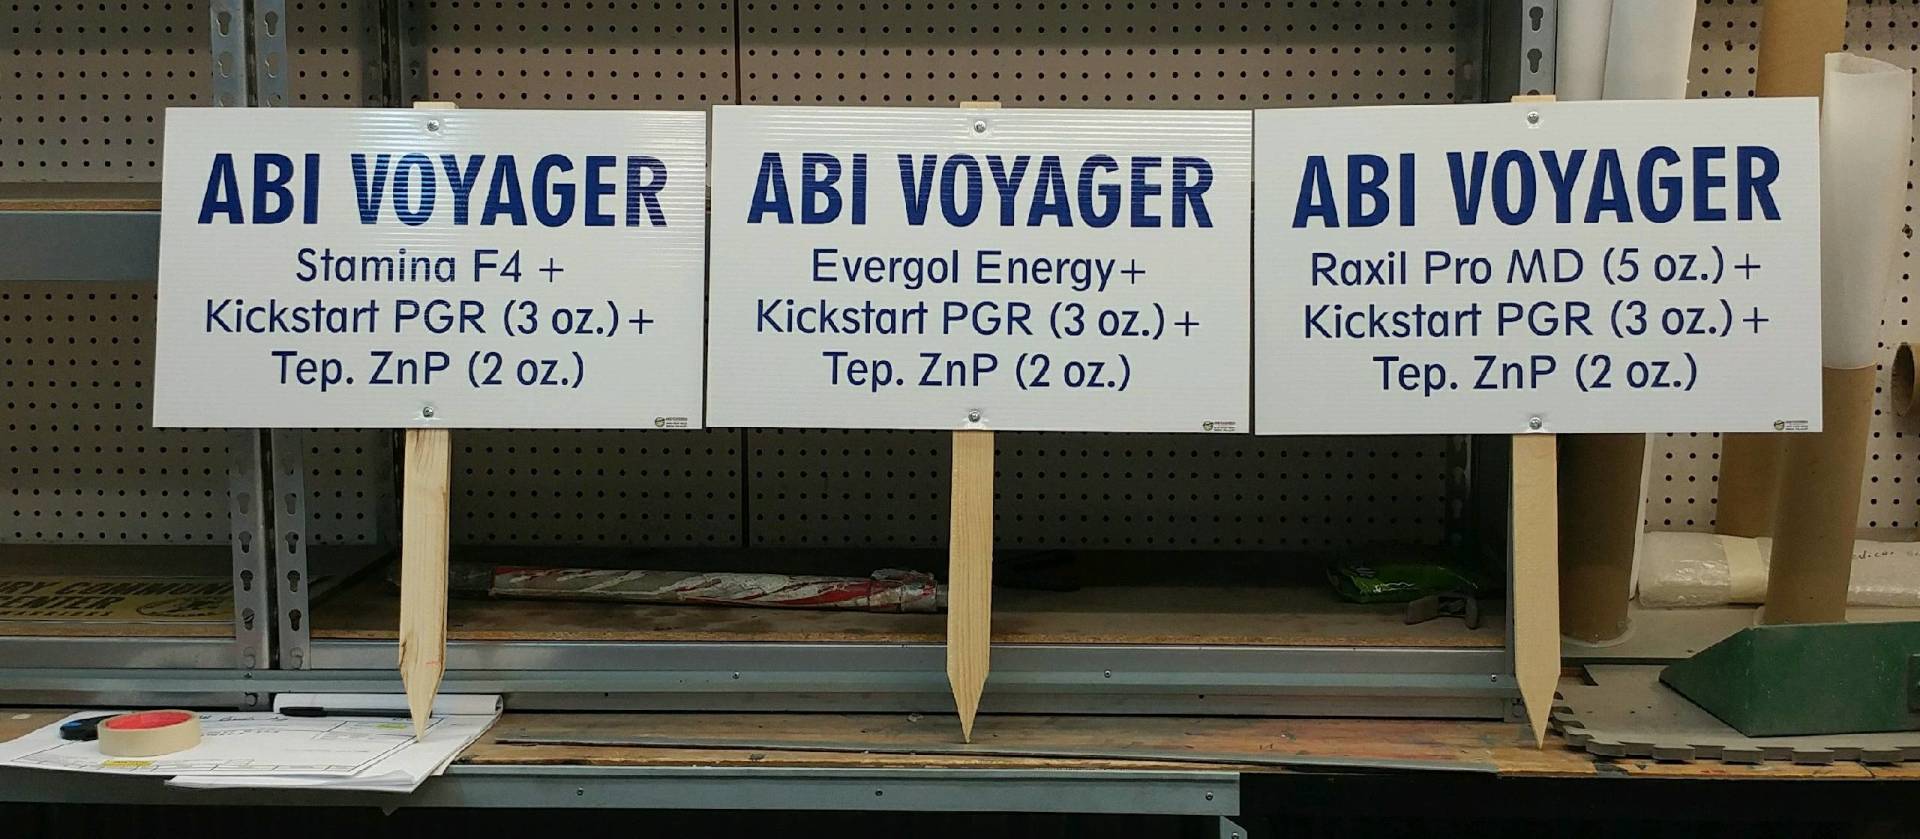 ABI VOYAGER
Stamina F4 +
Kickstart PGR (3 oz.) +
Tep. ZnP (2 oz.)
ABI VOYAGER
Evergol Energy+
Kickstart PGR (3 oz.) +
Tep. ZnP (2 oz.)
ABI VOYAGER
Raxil Pro MD (5 oz.) +
Kickstart PGR (3 oz.) +
Tep. ZnP (2 oz.)